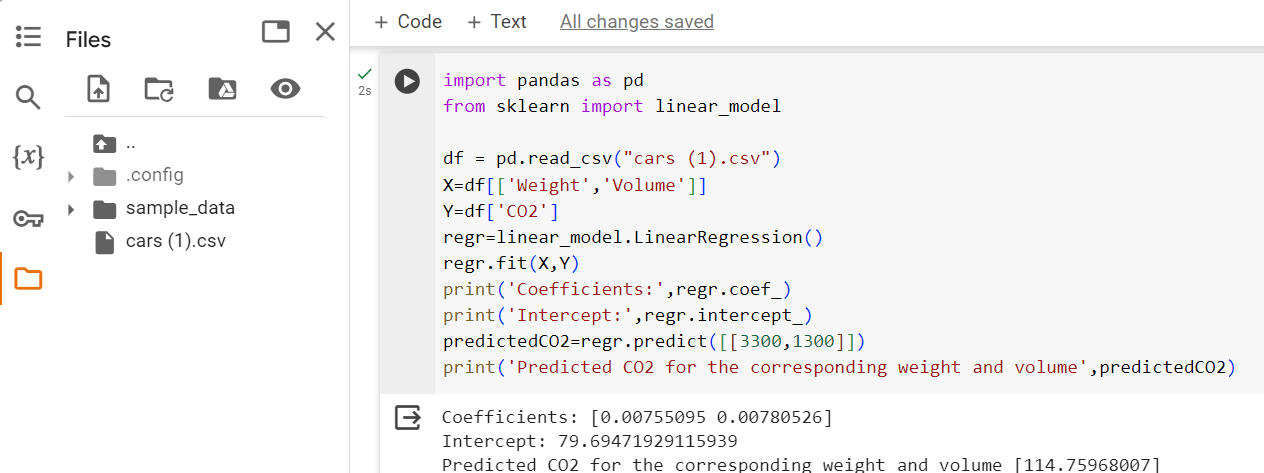 Files
..
.config
sample_data
cars (1).csv
{x}
+ Code + Text All changes saved
2s
import pandas as pd
from sklearn import linear_model
df = pd.read_csv("cars (1).csv")
X=df[['Weight','Volume']]
Y=df['CO2']
regr=linear_model.LinearRegression()
regr.fit(X,Y)
print('Coefficients:',regr.coef_)
print('Intercept:',regr.intercept_)
predictedCO2=regr.predict([[3300,1300]])
print('Predicted CO2 for the corresponding weight and volume',predictedCO2)
Coefficients: [0.00755095 0.00780526]
Intercept: 79.69471929115939
Predicted CO2 for the corresponding weight and volume [114.75968007]